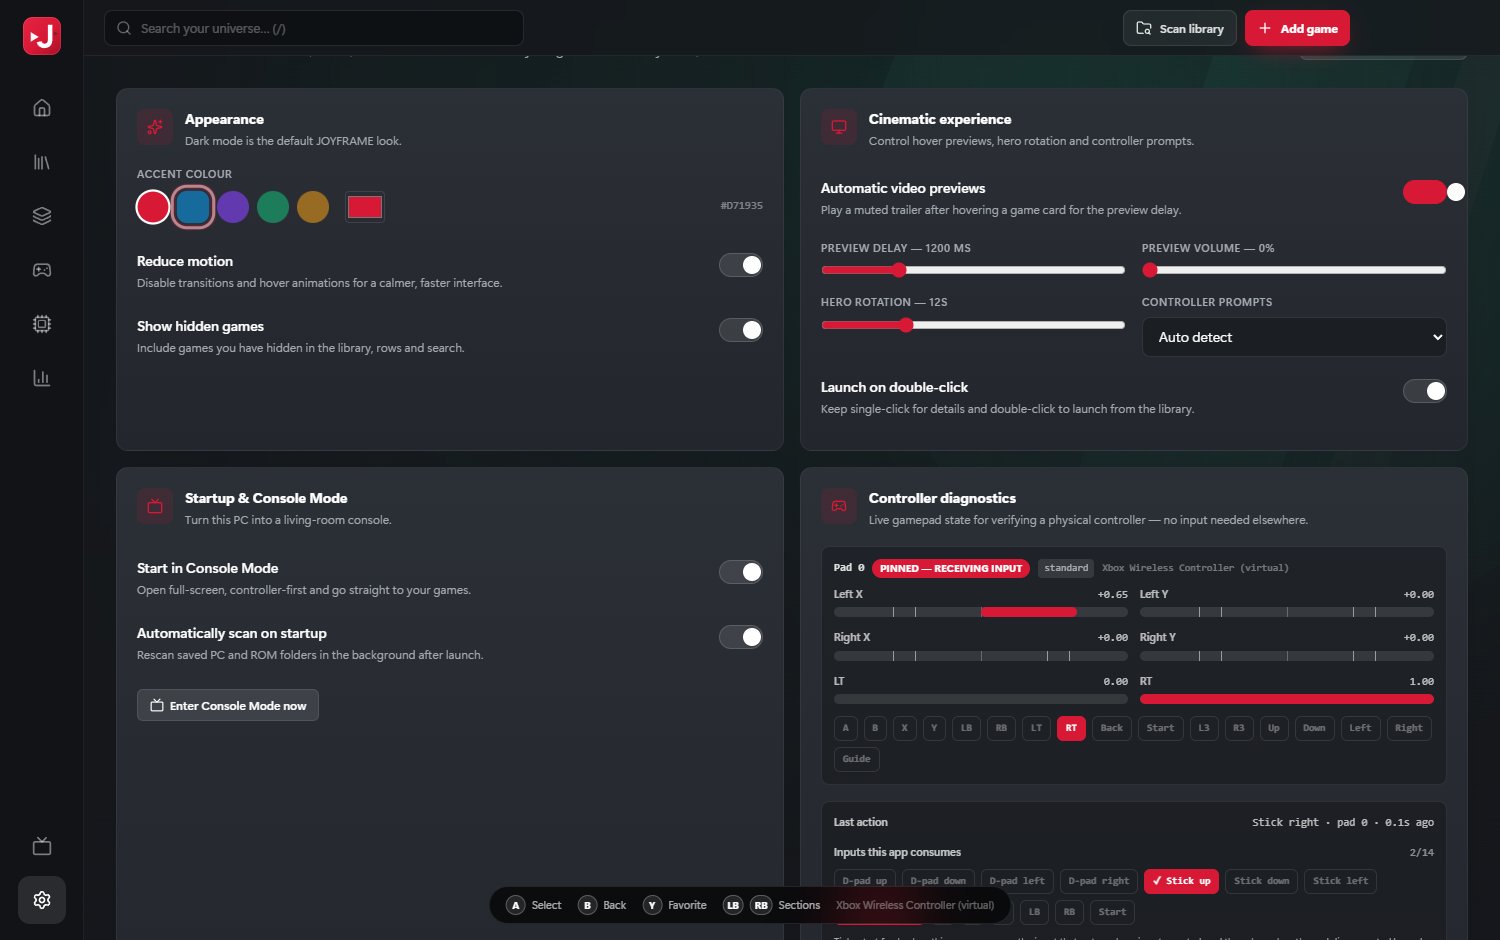 J
Search your universe... (/)
Scan library
Add game
Appearance
Dark mode is the default JOYFRAME look.
ACCENT COLOUR
#D71935
Reduce motion
Disable transitions and hover animations for a calmer, faster interface.
Show hidden games
Include games you have hidden in the library, rows and search.
Cinematic experience
Control hover previews, hero rotation and controller prompts.
Automatic video previews
Play a muted trailer after hovering a game card for the preview delay.
PREVIEW DELAY — 1200 MS
PREVIEW VOLUME — 0%
HERO ROTATION — 12S
CONTROLLER PROMPTS
Auto detect
Launch on double-click
Keep single-click for details and double-click to launch from the library.
Startup & Console Mode
Turn this PC into a living-room console.
Start in Console Mode
Open full-screen, controller-first and go straight to your games.
Automatically scan on startup
Rescan saved PC and ROM folders in the background after launch.
Enter Console Mode now
Controller diagnostics
Live gamepad state for verifying a physical controller — no input needed elsewhere.
Pad 0 PINNED — RECEIVING INPUT standard Xbox Wireless Controller (virtual)
Left X +0.65 Left Y +0.00
Right X +0.00 Right Y +0.00
LT 0.00 RT 1.00
A B X Y LB RB LT RT Back Start L3 R3 Up Down Left Right
Guide
Last action Stick right · pad 0 · 0.1s ago
Inputs this app consumes 2/14
D-pad up D-pad down D-pad left D-pad right ✓ Stick up Stick down Stick left
LB RB Start
A Select B Back Y Favorite LB RB Sections Xbox Wireless Controller (virtual)